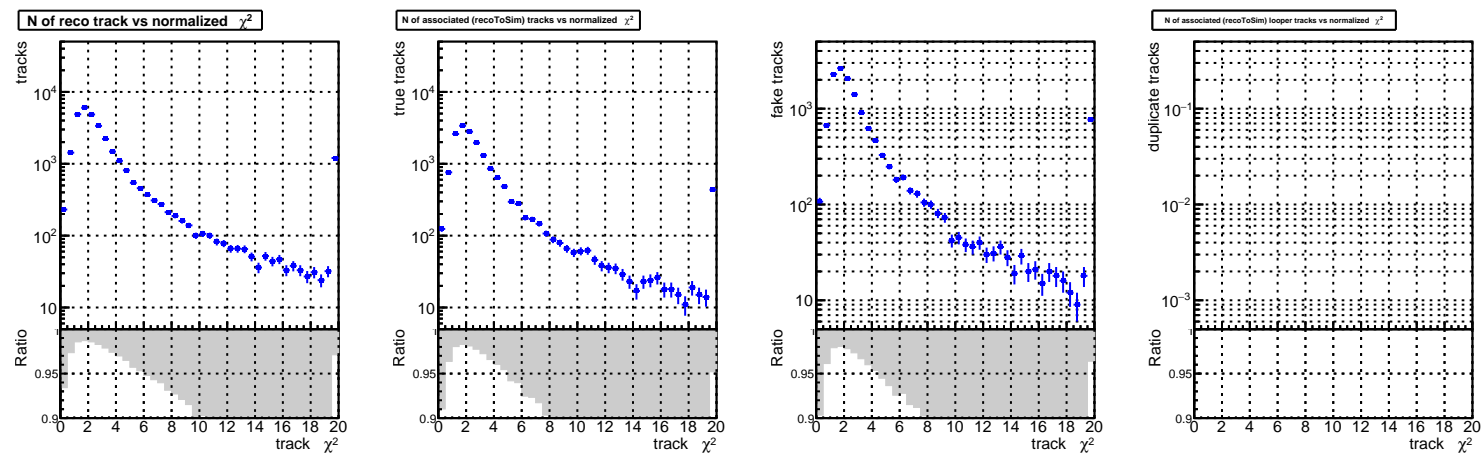 N of reco track vs normalized χ²
tracks
10⁴
10³
10²
10
Ratio
1
0.95
0.9
0 2 4 6 8 10 12 14 16 18 20
track χ²
N of associated (recoToSim) tracks vs normalized χ²
true tracks
10⁴
10³
10²
10
Ratio
1
0.95
0.9
0 2 4 6 8 10 12 14 16 18 20
track χ²
fake tracks
10³
10²
10
Ratio
1
0.95
0.9
0 2 4 6 8 10 12 14 16 18 20
track χ²
N of associated (recoToSim) looper tracks vs normalized χ²
duplicate tracks
10⁻¹
10⁻²
10⁻³
Ratio
1
0.95
0.9
0 2 4 6 8 10 12 14 16 18 20
track χ²